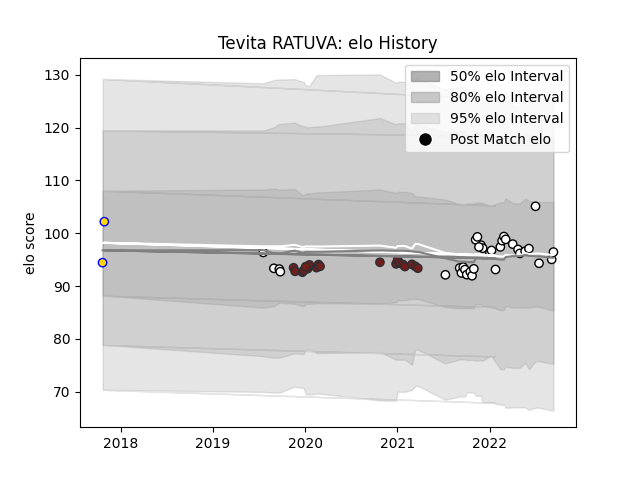 Tevita RATUVA: elo History
130
120
110
100
90
80
70
elo score
50% elo Interval
80% elo Interval
95% elo Interval
Post Match elo
2018 2019 2020 2021 2022